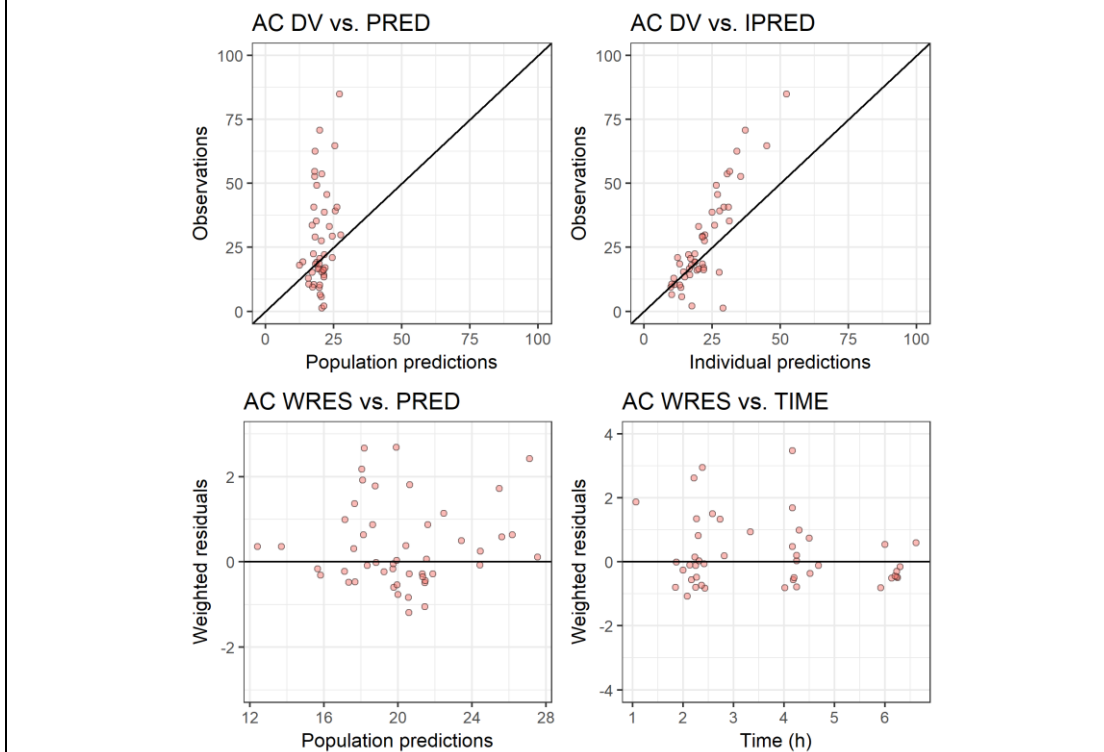 AC DV vs. PRED
100
75
50
25
0
Observations
0 25 50 75 100
Population predictions
AC DV vs. IPRED
100
75
50
25
0
Observations
0 25 50 75 100
Individual predictions
AC WRES vs. PRED
2
0
-2
Weighted residuals
12 16 20 24 28
Population predictions
AC WRES vs. TIME
4
2
0
-2
-4
Weighted residuals
1 2 3 4 5 6
Time (h)